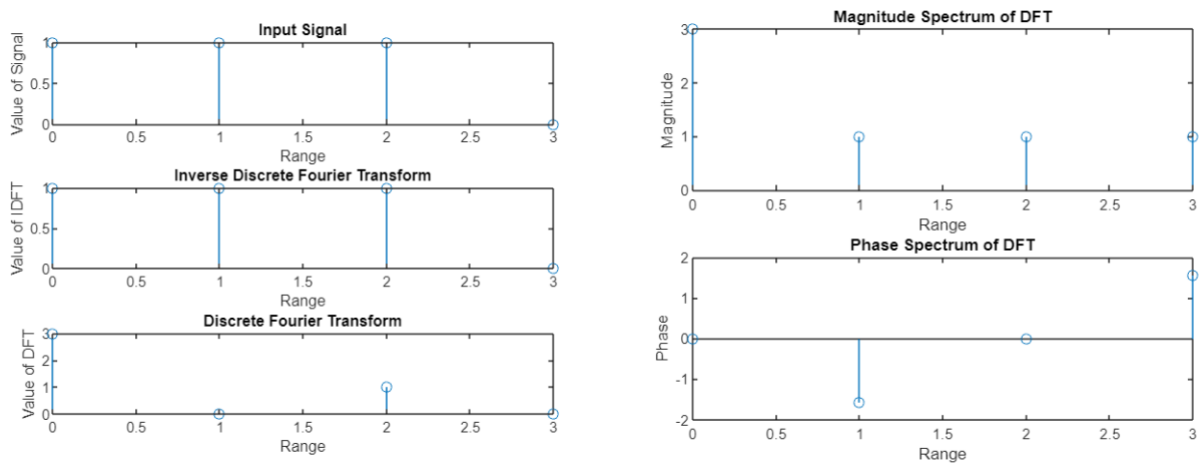 Input Signal
Value of Signal
1
0.5
0
0 0.5 1 1.5 2 2.5 3
Range
Inverse Discrete Fourier Transform
Value of IDFT
1
0.5
0
0 0.5 1 1.5 2 2.5 3
Range
Discrete Fourier Transform
Value of DFT
3
2
1
0
0 0.5 1 1.5 2 2.5 3
Range
Magnitude Spectrum of DFT
Magnitude
3
2
1
0
0 0.5 1 1.5 2 2.5 3
Range
Phase Spectrum of DFT
Phase
2
1
0
-1
-2
0 0.5 1 1.5 2 2.5 3
Range